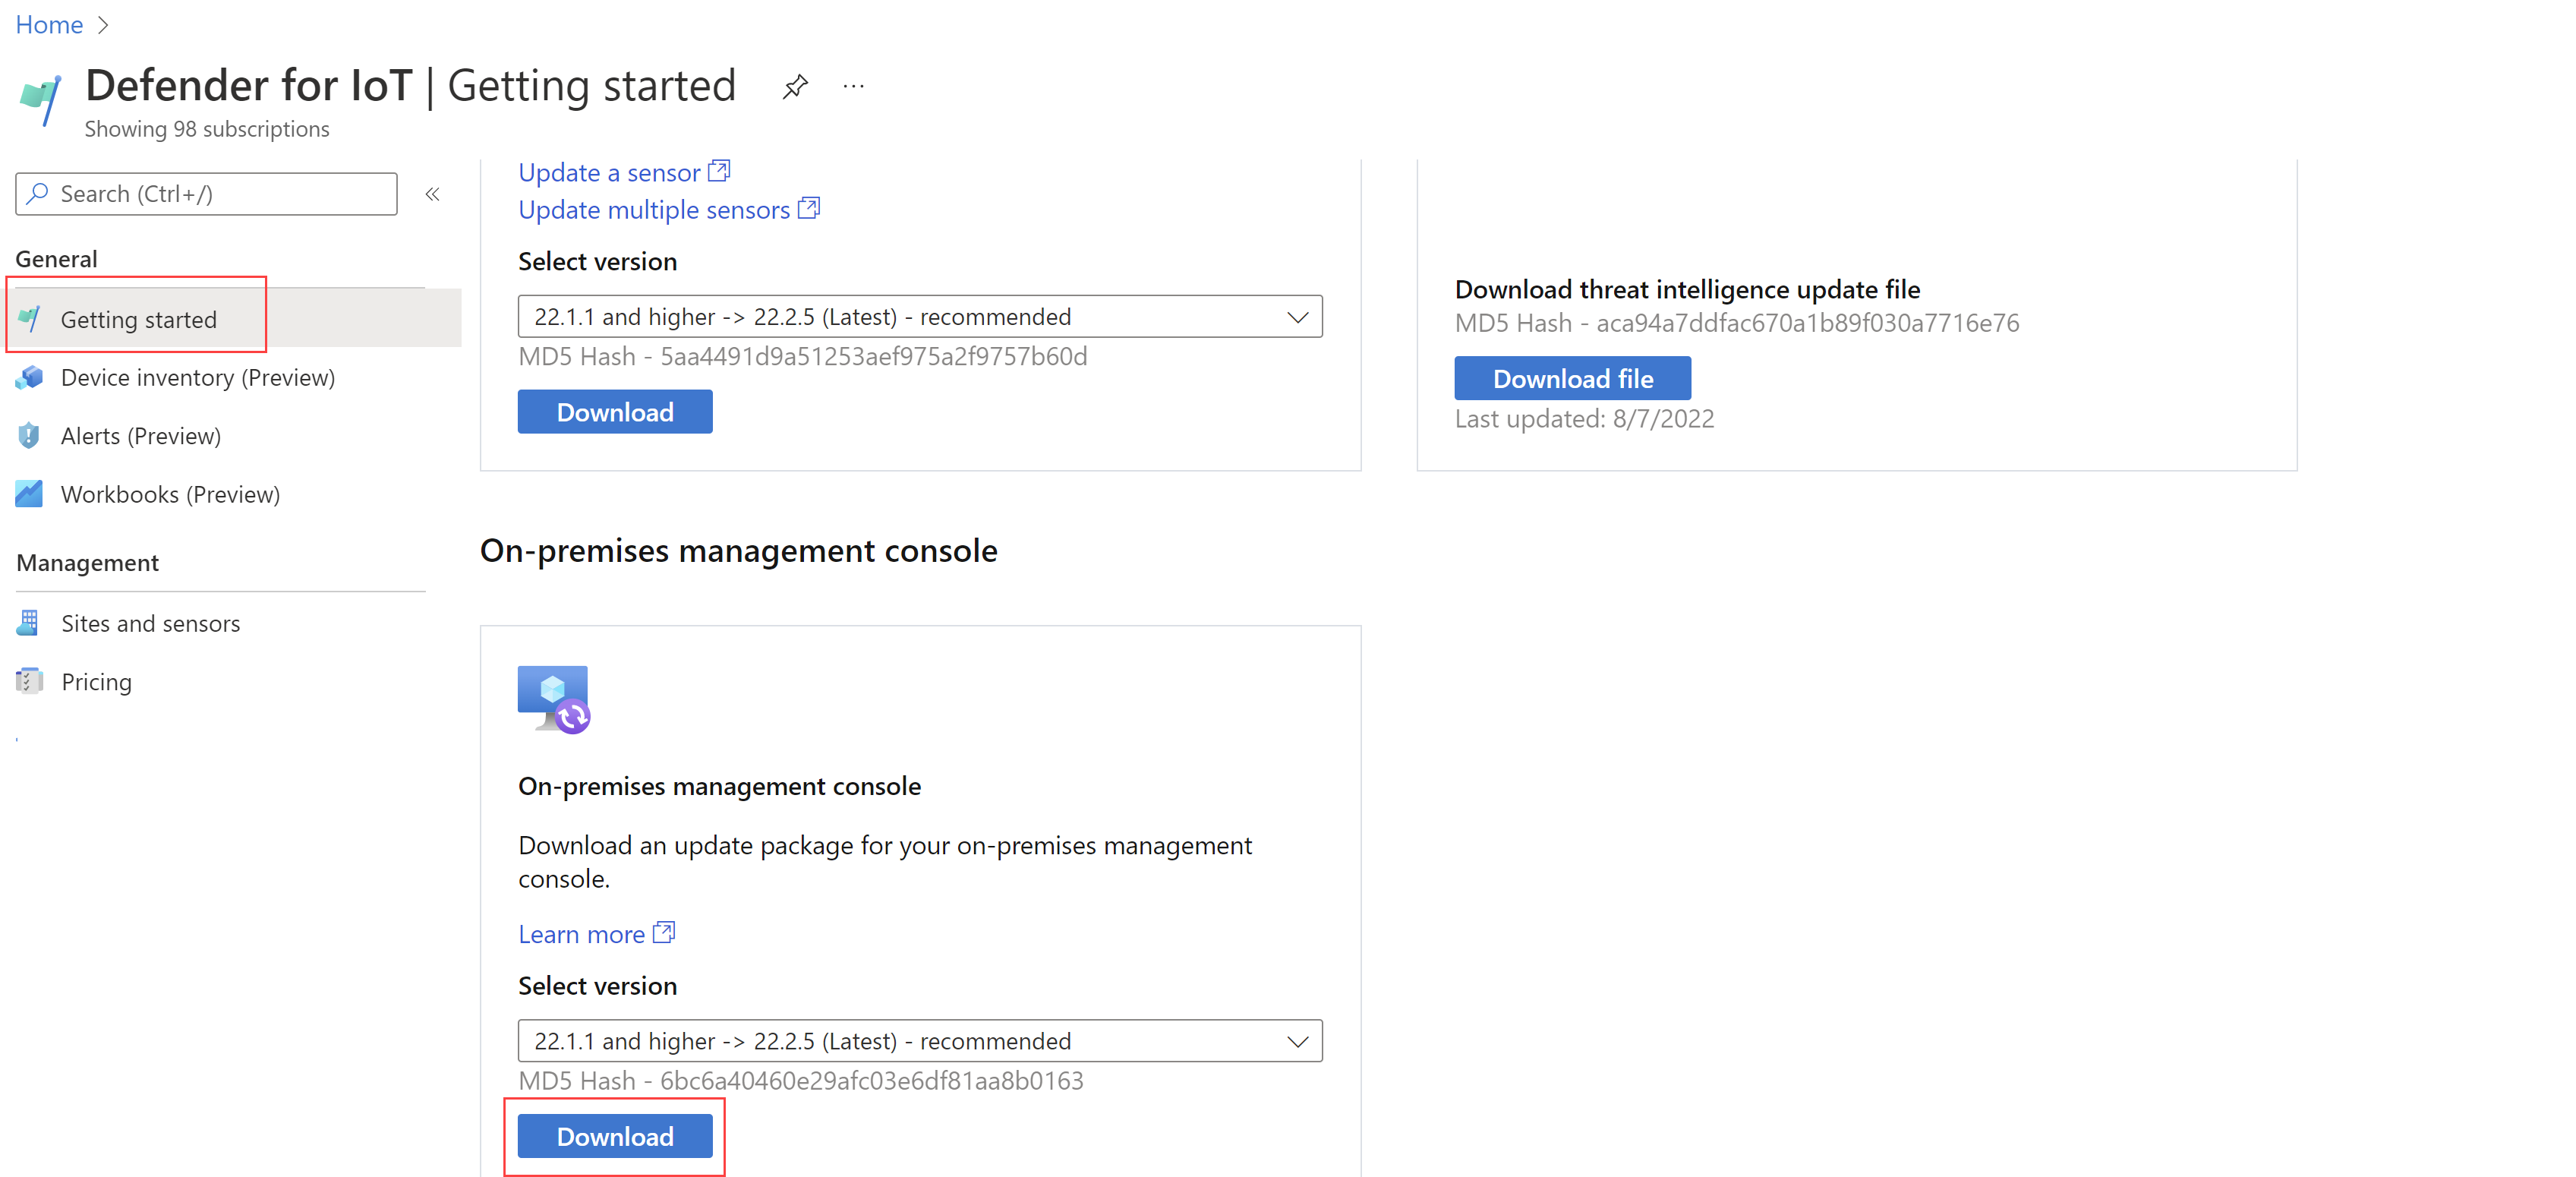 Home
Defender for IoT | Getting started
...
Showing 98 subscriptions
Search (Ctrl+/)
«
General
Getting started
Device inventory (Preview)
Alerts (Preview)
Workbooks (Preview)
Management
Sites and sensors
Pricing
Update a sensor
Update multiple sensors
Select version
22.1.1 and higher -> 22.2.5 (Latest) - recommended
MD5 Hash - 5aa4491d9a51253aef975a2f9757b60d
Download
Download threat intelligence update file
MD5 Hash - aca94a7ddfac670a1b89f030a7716e76
Download file
Last updated: 8/7/2022
On-premises management console
On-premises management console
Download an update package for your on-premises management
console.
Learn more
Select version
22.1.1 and higher -> 22.2.5 (Latest) - recommended
MD5 Hash - 6bc6a40460e29afc03e6df81aa8b0163
Download